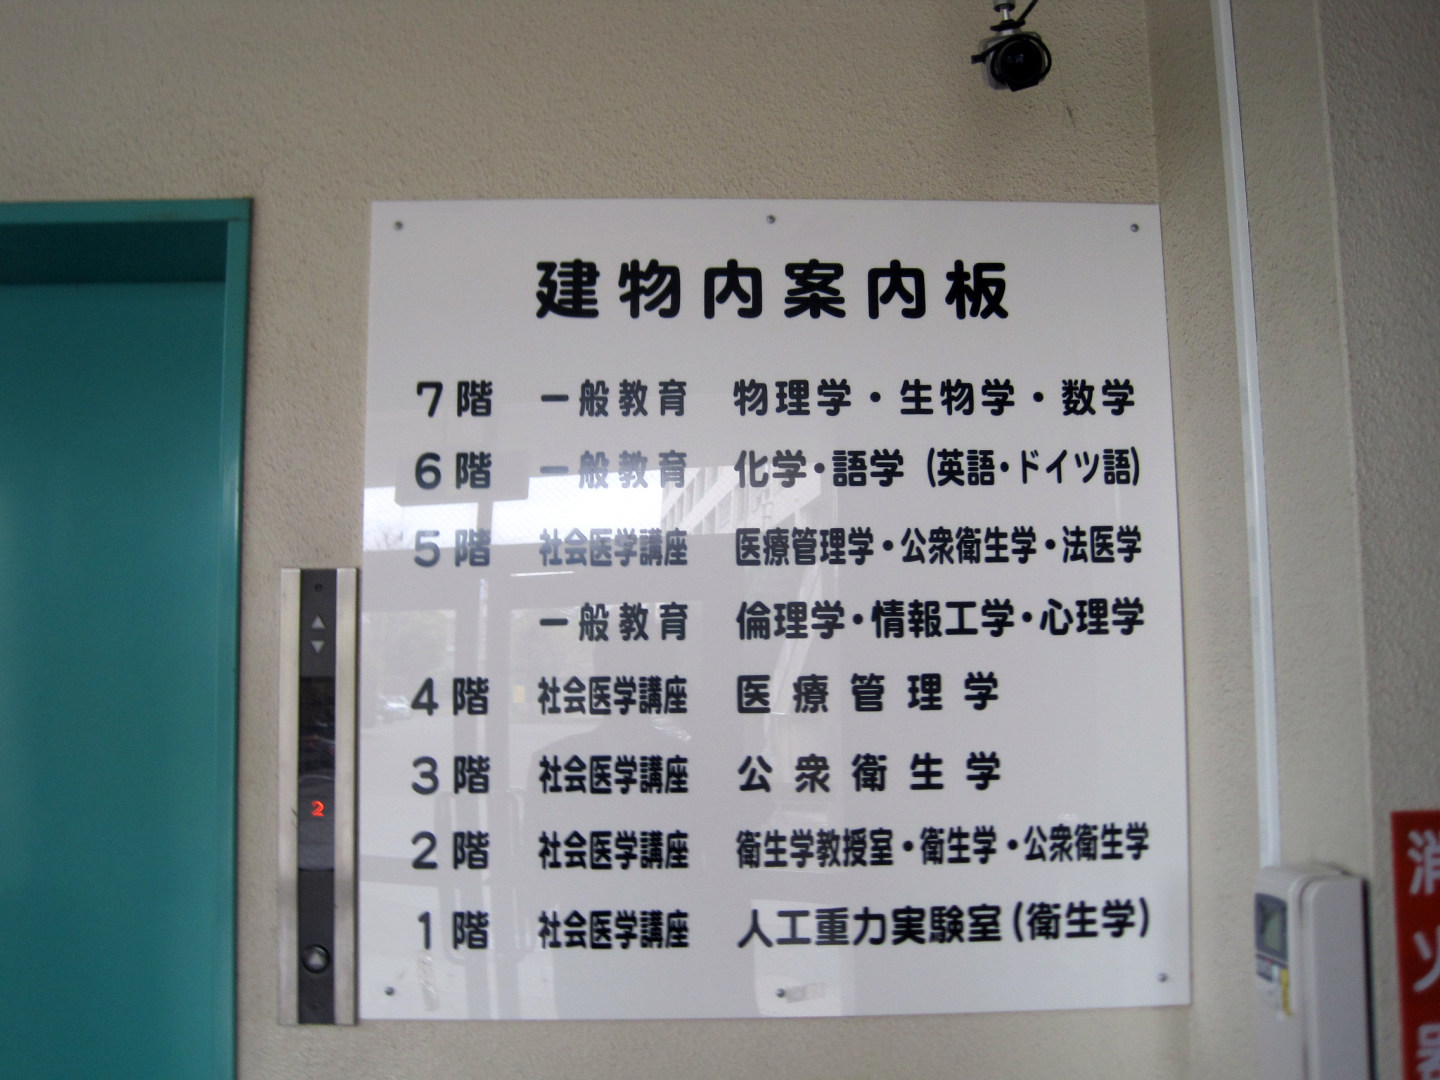 建物内案内板
7階 一般教育 物理学・生物学・数学
6階 一般教育 化学・語学 (英語・ドイツ語)
5階 社会医学講座 医療管理学・公衆衛生学・法医学
一般教育 倫理学・情報工学・心理学
4階 社会医学講座 医療管理学
3階 社会医学講座 公衆衛生学
2階 社会医学講座 衛生学教授室・衛生学・公衆衛生学
1階 社会医学講座 人工重力実験室(衛生学)
2
消
火
器